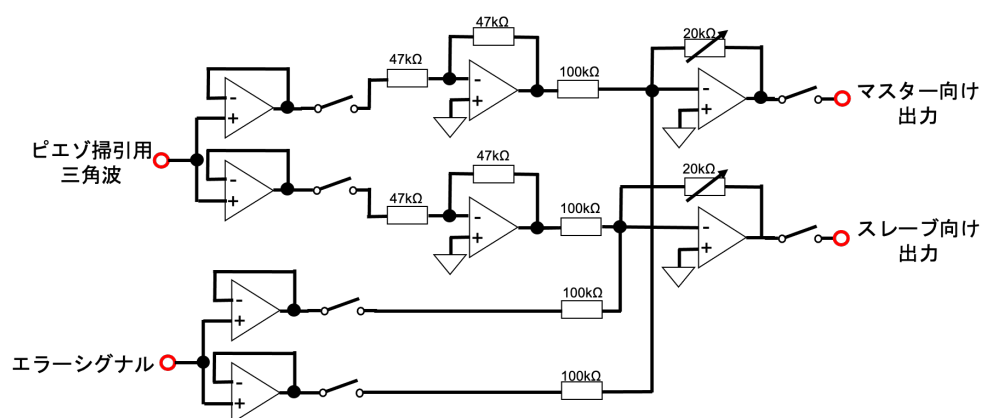 47kΩ
20kΩ
47kΩ
100kΩ
マスター向け
出力
ピエゾ掃引用
三角波
47kΩ
20kΩ
47kΩ
100kΩ
スレーブ向け
出力
100kΩ
エラーシグナル
100kΩ
-
+
-
+
-
+
-
+
-
+
-
+
-
+
-
+